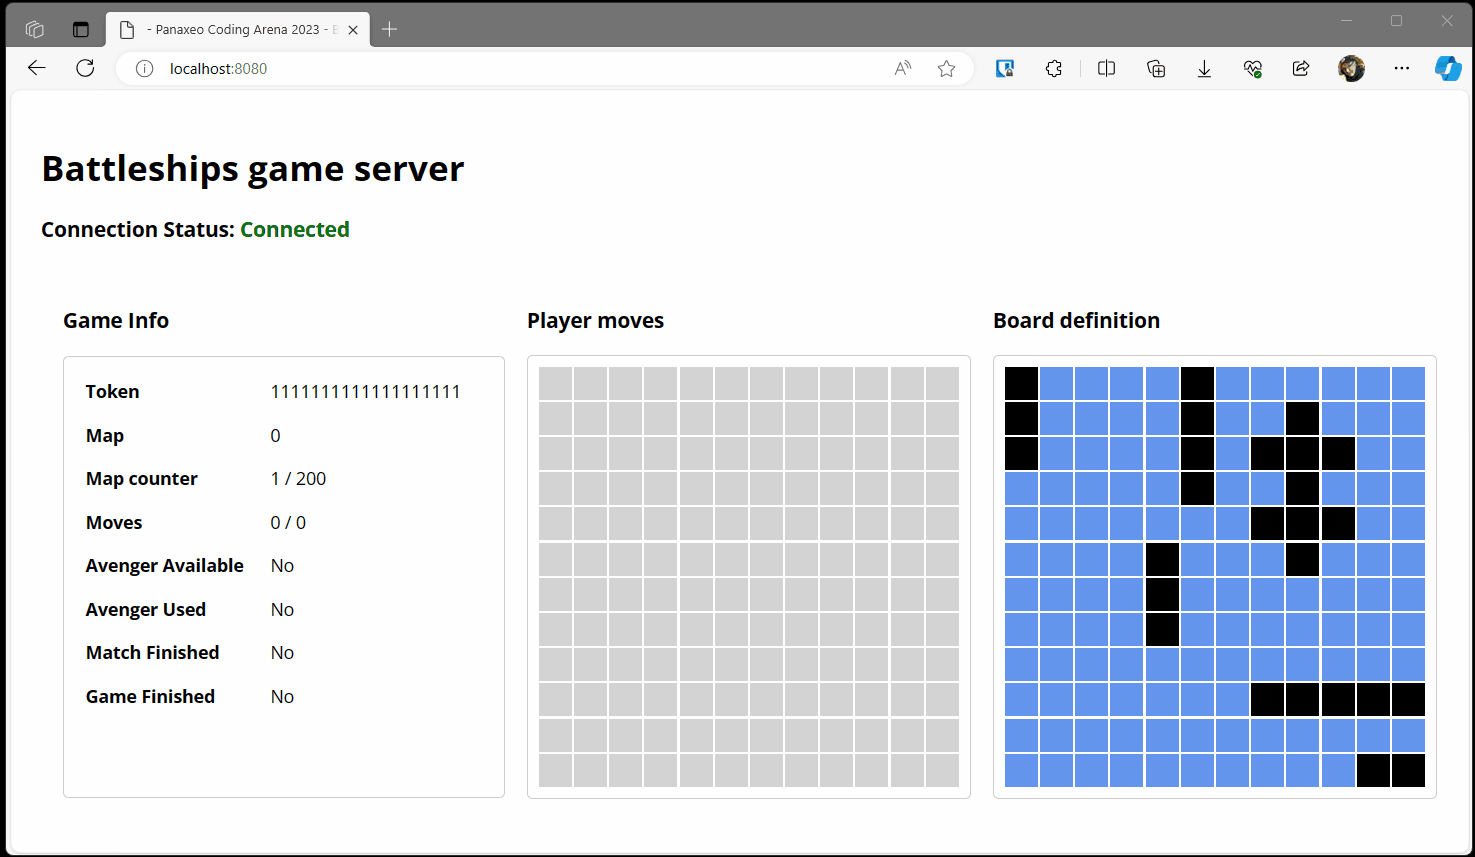 - Panaxeo Coding Arena 2023 -
localhost:8080
Battleships game server
Connection Status: Connected
Game Info
Token 1111111111111111111
Map 0
Map counter 1 / 200
Moves 0 / 0
Avenger Available No
Avenger Used No
Match Finished No
Game Finished No
Player moves
Board definition